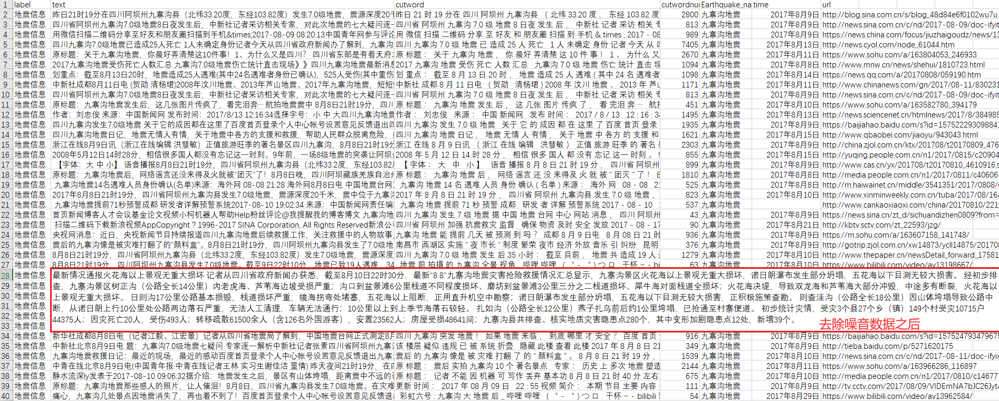 1 label text cutword cutwordnu Earthquake_na time url
2 地震信息 昨日21时19分在四川阿坝州九寨沟县（北纬33.20度，东经103.82度）发生7.0级地震，震源深度20千 昨日 21 时 19 分 在 四川 阿坝州 九寨沟县 （ 北纬 33.20 度 ， 东经 103.82 度 2800 九寨沟地震 2017年8月9日 http://blog.sina.com.cn/s/blog_48d84e6f0102wu7u.
3 地震信息 四川省阿坝州九寨沟7.0级地震8日夜发生后，中新社记者采访相关专家，对此次地震的七大疑问逐一 四川省 阿坝州 九寨沟 7.0 级 地震 8 日 夜 发生 后 ， 中新社 记者 采访 相关 专 813 九寨沟地震 2017年8月9日 http://news.sina.com.cn/c/nd/2017-08-09/doc-ifyit
4 地震信息 用微信扫描二维码分享至好友和朋友圈扫描到手机&times;2017-08-09 08:20:13中国青年网参与评论 用 微信 扫描 二维码 分享 至 好友 和 朋友圈 扫描 到 手机 & times ; 2017 - 08 989 九寨沟地震 2017年8月9日 http://news.china.com/focus/jiuzhaigoudz/news/13
5 地震信息 四川九寨沟7.0级地震已造成25人死亡 1人未确定身份记者今天从四川省政府新闻办了解到，九寨沟 四川 九寨沟 7.0 级 地震 已 造成 25 人 死亡 1 人 未 确定 身份 记者 今天 从 四 7405 九寨沟地震 2017年8月13日 http://news.cyol.com/node_61044.htm
6 地震信息 原标题：关于九寨沟地震，你最好弄清楚这10件事！1、为什么又是四川？ 四川省东部是有着天府之 原 标题 ： 关于 九寨沟 地震 ， 你 最好 弄清楚 这 10 件 事 ！ 1 、 为什么 又 2670 九寨沟地震 2017年8月11日 http://www.sohu.com/a/163804053_246933
7 地震信息 2017九寨沟地震受伤死亡人数汇总 九寨沟7.0级地震伤亡统计直击现场》》四川九寨沟地震最新消息 2017 九寨沟 地震 受伤 死亡 人数 汇总 九寨沟 7.0 级 地震 伤亡 统计 直击 现 1094 九寨沟地震 2017年8月8日 http://www.mnw.cn/news/shehui/1810723.html
8 地震信息 划重点：截至8月13日20时，地震造成25人遇难(其中24名遇难者身份已确认)，525人受伤(其中重伤 划 重点 ： 截至 8 月 13 日 20 时 ， 地震 造成 25 人 遇难 ( 其中 24 名 遇难者 1098 九寨沟地震 2017年8月14日 https://news.qq.com/a/20170808/059190.htm
9 地震信息 中新社成都8月11日电 (贺劭 清杨珺)2008年汶川地震、2013年芦山地震、2017年九寨沟地震，短短 中新社 成都 8 月 11 日电 ( 贺劭 清杨珺 ) 2008 年 汶川 地震 、 2013 年 芦山 1171 九寨沟地震 2017年8月11日 http://www.chinanews.com/gn/2017/08-11/830231
10 地震信息 四川省阿坝州九寨沟7.0级地震8日夜发生后，中新社记者采访相关专家，对此次地震的七大疑问逐一 四川省 阿坝州 九寨沟 7.0 级 地震 8 日 夜 发生 后 ， 中新社 记者 采访 相关 专 813 九寨沟地震 2017年8月9日 http://news.sina.com.cn/c/nd/2017-08-09/doc-ifyit
11 地震信息 原标题：九寨沟地震发生后，这几张图片传疯了，看完泪奔··· 航拍地震震中 8月8日21时19分，四川 原 标题 ： 九寨沟 地震 发生 后 ， 这 几张 图片 传疯 了 ， 看 完泪 奔 ··· 航拍 451 九寨沟地震 2017年8月10日 https://www.sohu.com/a/163582780_394179
12 地震信息 作者：刘忠俊 来源：中国新闻网 发布时间：2017/8/13 12:16:34选择字号：小 中 大四川九寨沟地震 作者 ： 刘忠俊 来源 ： 中国 新闻网 发布 时间 ： 2017 / 8 / 13 12 : 16 : 34 1495 九寨沟地震 2017年8月13日 http://news.sciencenet.cn/htmlnews/2017/8/384985
13 地震信息 四川九寨沟发生7.0级地震 关于它的成因都在这里了百度首页登录个人中心帐号设置意见反馈退出四 四川 九寨沟 发生 7.0 级 地震 关于 它 的 成因 都 在 这里 了 百度 首页 登录 1935 九寨沟地震 2017年8月9日 https://baijiahao.baidu.com/s?id=157522293098841
14 地震信息 四川九寨沟地震日记，地震无情人有情，关于地震中各方的支援和救援，帮助人民群众脱离危险， 四川 九寨沟 地震 日记 ， 地震 无情 人 有情 ， 关于 地震 中 各方 的 支援 和 1621 九寨沟地震 2017年8月15日 http://www.qbaobei.com/jiaoyu/943043.html
15 地震信息 浙江在线8月9日讯（浙江在线编辑 洪慧敏）正值旅游旺季的著名景区四川九寨沟，8月8日21时19分 浙江 在线 8 月 9 日讯 （ 浙江 在线 编辑 洪慧敏 ） 正值 旅游 旺季 的 著名 2303 九寨沟地震 2017年8月9日 http://china.zjol.com.cn/ktx/201708/t20170809_476
16 地震信息 2008年5月12日14时28分，相信很多国人都没有忘记这一时刻。9年前，一场8级地震的突袭让阿坝 2008 年 5 月 12 日 14 时 28 分 ， 相信 很多 国人 都 没有 忘记 这一 时刻 。 9 855 九寨沟地震 2017年8月15日 http://yuqing.people.com.cn/n1/2017/0815/c20904
17 地震信息 【字体：大 中 小】 语音播报8月8日21时19分，四川省阿坝州九寨沟县（北纬33.2度，东经103.82 【 字体 ： 大 中 小 】 语音 播报 8 月 8 日 21 时 19 分 ， 四川省 阿坝州 899 九寨沟地震 2017年8月9日 http://www.cas.cn/yx/201708/t20170810_4610916.s
18 地震信息 原标题：九寨沟地震后，网络谣言还没来得及火就被“团灭”了！8月8日晚，四川阿坝藏族羌族自治州 原 标题 ： 九寨沟 地震 后 ， 网络 谣言 还 没 来得及 火 就 被 “ 团灭 ” 了 ！ 8 1810 九寨沟地震 2017年8月8日 http://media.people.com.cn/n1/2017/0811/c40606
19 地震信息 九寨沟地震14名遇难人员身份确认(名单)来源：海外网 08-08 21:28 海外网8月8日电 中国地震台网 九寨沟 地震 14 名 遇难 人员 身份 确认 ( 名单 ) 来源 ： 海外 网 08 - 08 21 525 九寨沟地震 2017年8月8日 http://m.haiwainet.cn/middle/3541351/2017/0808/
20 地震信息 2017年8月8日21时19分，四川省阿坝州九寨沟县发生7.0级地震，震源深度20千米，震中位于九寨沟 2017 年 8 月 8 日 21 时 19 分 ， 四川省 阿坝州 九寨沟县 发生 7.0 级 地震 ， 823 九寨沟地震 2017年8月10日 http://www.xinminweekly.com.cn/tuba/2017/08/16/
21 地震信息 九寨沟地震提前71秒预警成都 研发者详解预警系统2017-08-10 19:02:34 来源：中国新闻网责任编 九寨沟 地震 提前 71 秒 预警 成都 研发 者 详解 预警系统 2017 - 08 - 10 537 九寨沟地震 http://www.cankaoxiaoxi.com/china/20170810/221
22 地震信息 首页新闻博客人才会议基金论文视频小柯机器人帮助Help粉丝评论@我提醒我的博客博文 九寨沟地 四川 九寨沟 发生 7 级 地震 据 中国 地震 台网 中心 网站 消息 ， 四川 阿坝州 43 九寨沟地震 2017年8月9日 http://news.sina.cn/zt_d/sichuandizhen0809?from=
23 地震信息 扫描二维码下载新浪视频AppCopyright ? 1996-2017 SINA Corporation, All Rights Reserved新浪公 四川省 阿坝州 加强 抗震救灾 监督 确保 物资 及时 安全 发放 2017 - 08 - 17 90 九寨沟地震 2017年8月21日 http://kbtv.sctv.com/zt_22593/jzg/
24 地震信息 央视网消息：近日，央视新闻节目持续报道四川九寨沟地震后续救援工作，关注救援中的人物故事， 九寨沟 地震 能 提前 几天 被 预测 到 吗 ？ 成都 8 月 9 日电 8 月 08 日 21 时 936 九寨沟地震 2017年8月9日 https://m.sohu.com/a/163607158_141748/
25 地震信息 震后的九寨沟像是被灾难打翻了的“颜料盒”。8月8日21时19分，四川阿坝州九寨沟县发生了7.0级地 南昌市 西湖区 实施 “ 夜 市长 ” 制度 繁荣 夜市 经济 外放 音乐 引 纠纷 昆明 376 九寨沟地震 2017年8月9日 http://gotrip.zjol.com.cn/xw14873/ycll14875/20170
26 地震信息 8月8日21时19分，四川阿坝州九寨沟县（北纬33.2度，东经103.82度）发生7.0级地震，震源深度 四川 九寨沟 7.0 级 地震 发生 后 35 小时 ： 截至 目前 ， 地震 共 造成 19 人 1279 九寨沟地震 2017年8月10日 http://www.thepaper.cn/newsDetail_forward_17581
27 地震信息 8月8日21时19分，四川阿坝州九寨沟县发生7.0级地震。截至9日22时10分，地震已致19人遇难，34 地震 前 拍摄 的 九寨沟 全景 视角 _ 哔哩 哔哩 ( ゜- ゜) つ ロ 干杯 ~ - bi 63 九寨沟地震 2017年8月10日 https://www.bilibili.com/video/av13198667/
28 地震信息 最新情况通报火花海以上景观无重大损坏 记者从四川省政府新闻办获悉，截至8月10日22时30分，最新“8·8”九寨沟地震灾害抢险救援情况汇总显示，九寨沟景区火花海以上景观无重大损坏，诺日朗瀑布发生部分坍塌，五花海以下目测无较大损害。 经初步排
29 地震信息 查，九寨沟景区树正沟（公路全长14公里）内老虎海、芦苇海边坡受损严重；沟口到盆景滩6公里栈道不同程度损坏、磨坊到盆景滩3公里三分之二栈道损坏、犀牛海对面栈道全损坏；火花海决堤，导致双龙海和芦苇海大部分冲毁，中途多有断裂，火花海以
30 地震信息 上景观无重大损坏。 日则沟17公里公路基本损毁，栈道损坏严重，镜海拐弯处堵塞，五花海以上阻断，正用直升机空中勘察；诺日朗瀑布发生部分坍塌，五花海以下目测无较大损害，正积极施策查勘。 则查洼沟（公路全长18公里）因山体垮塌导致公路中
31 地震信息 断，从诺日朗上行10公里处公路两边落石严重，无法人工清理，车辆无法通行；10公里以上到上季节海落石较轻。 扎如沟（公路全长12公里）燕子扎乌前后约1公里垮塌，已抢通至村寨便道。 初步统计灾情，受灾3个县27个乡（镇）149个村受灾10715户
32 地震信息 44375人；因灾死亡20人，受伤493人；转移疏散61500余人（含126名外国游客），安置23562人；房屋受损48641间；九寨沟县共排查、核实地质灾害隐患点280个，其中变形加剧隐患点12处，新增39个。
33 地震信息 去除噪音数据之后
34 地震信息 新华社成都8月8日电（记者江毅、江宏景）记者从四川省地震局了解到，中国地震台网正式测定8月 四川 九寨沟 突发 地震 ！ 如果 地震 来临 ， 到底 哪里 才 安全 ？ 百度 首页 916 九寨沟地震 2017年8月9日 https://baijiahao.baidu.com/s?id=157524793479675
35 地震信息 中新社北京8月9日电 题：九寨沟7.0级地震七疑问 专家逐一解析中新社记者张素四川省阿坝州九寨沟 该 楼层 疑似 违规 已 被 系统 折叠 隐藏 此楼 查看 此楼 2017 年 8 月 8 日 21 349 九寨沟地震 2017年8月9日 http://tieba.baidu.com/p/5271620175
36 地震信息 九寨沟地震救援日记：最近的现场，最近的感动百度首页登录个人中心帐号设置意见反馈退出九寨 震后 的 九寨沟 像是 被 灾难 打翻 了 的 “ 颜料盒 ” 。 8 月 8 日 21 时 19 分 ， 1539 九寨沟地震 2017年8月10日 http://news.sina.com.cn/c/nd/2017-08-11/doc-ifyix
37 地震信息 中青在线北京8月9日电(中国青年报·中青在线记者王林 实习生谢佳洁 童倩) 昨天夜间21时19分，在四 原 标题 ： 震后 实拍 九寨沟 10 个 著名景点 专家 ： 历史 上 多次 地震 塑造 2144 九寨沟地震 2017年8月11日 https://www.sohu.com/a/163966286_116897
38 地震信息 静水流深ly发表于2017-08-10 09:06:32据介绍：地震发生之后，景区有山体垮塌，距离震中不远的 原 标题 ： 记者 不能 因 机器 可 写作 丢弃 基本功 8 月 8 日 21 时 40 分 左右 675 九寨沟地震 2017年8月10日 http://media.people.com.cn/n1/2017/0810/c14677
39 地震信息 原标题：九寨沟地震那些感人的照片，让人催泪！8月8日，四川省九寨沟县发生7.0级地震。在灾难 更新 时间 ： 2017 年 08 月 09 日 22 : 55 视频 简介 ： 本期 节目 主要 内容 111 九寨沟地震 2017年8月9日 http://tv.cctv.com/2017/08/09/VIDEmNA7bJC26Jyt4
40 地震信息 痛心，九寨沟几处景点因地震消失了，再也看不到了！百度首页登录个人中心帐号设置意见反馈退 彩虹六号 : 九寨沟 大 地震 后 _ 哔哩 哔哩 ( ゜- ゜) つ ロ 干杯 ~ - bilibili 54 九寨沟地震 2017年8月29日 https://www.bilibili.com/video/av13962584/